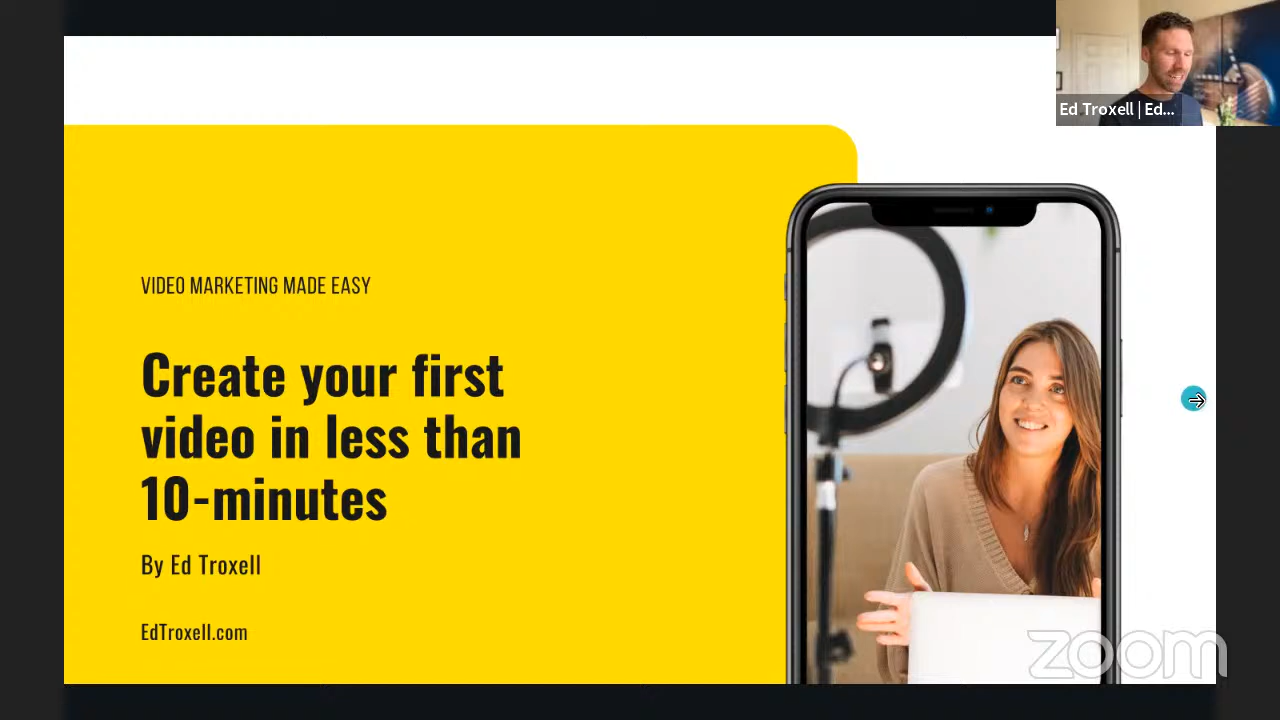 Ed Troxell | Ed...
VIDEO MARKETING MADE EASY
Create your first
video in less than
10-minutes
By Ed Troxell
EdTroxell.com
zoom